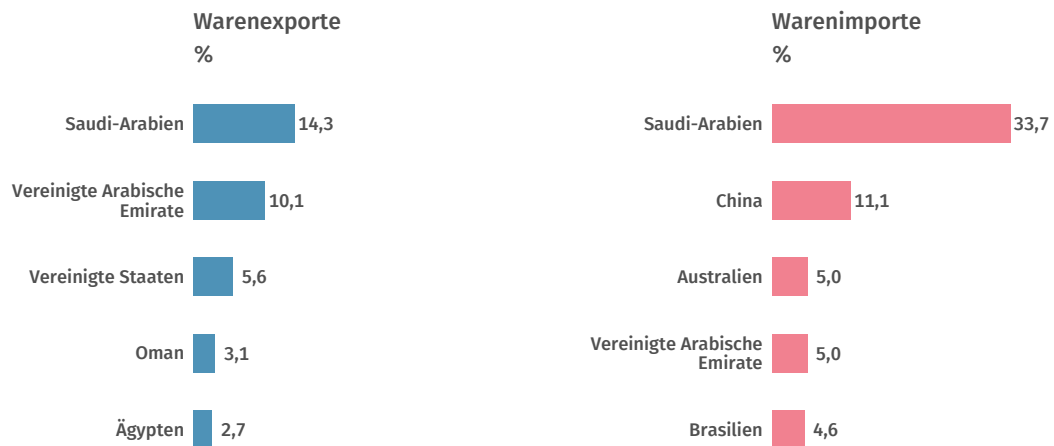 Warenexporte
%
Saudi-Arabien 14,3
Vereinigte Arabische
Emirate 10,1
Vereinigte Staaten 5,6
Oman 3,1
Ägypten 2,7
Warenimporte
%
Saudi-Arabien 33,7
China 11,1
Australien 5,0
Vereinigte Arabische
Emirate 5,0
Brasilien 4,6